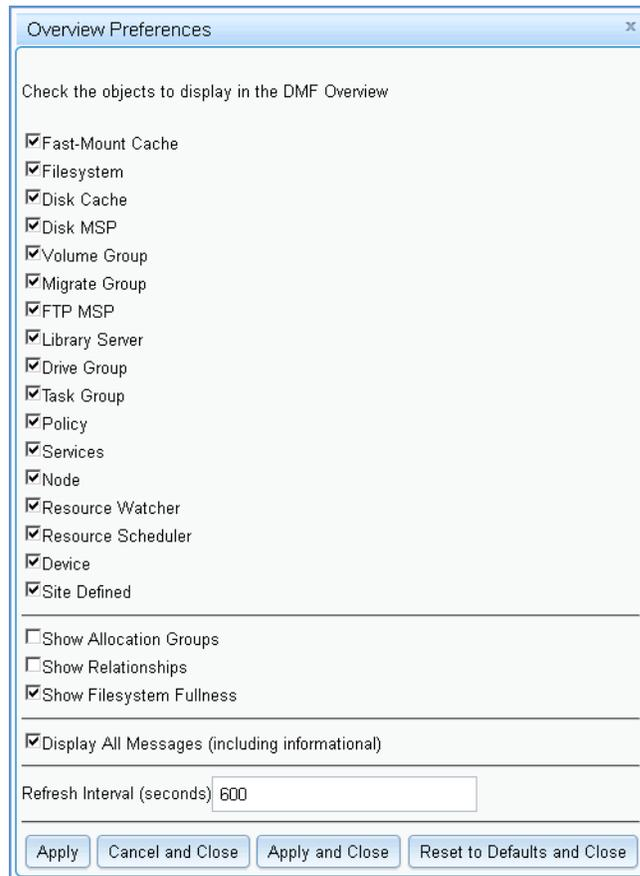 Overview Preferences x
Check the objects to display in the DMF Overview
Fast-Mount Cache
Filesystem
Disk Cache
Disk MSP
Volume Group
Migrate Group
FTP MSP
Library Server
Drive Group
Task Group
Policy
Services
Node
Resource Watcher
Resource Scheduler
Device
Site Defined
Show Allocation Groups
Show Relationships
Show Filesystem Fullness
Display All Messages (including informational)
Refresh Interval (seconds) 600
Apply Cancel and Close Apply and Close Reset to Defaults and Close